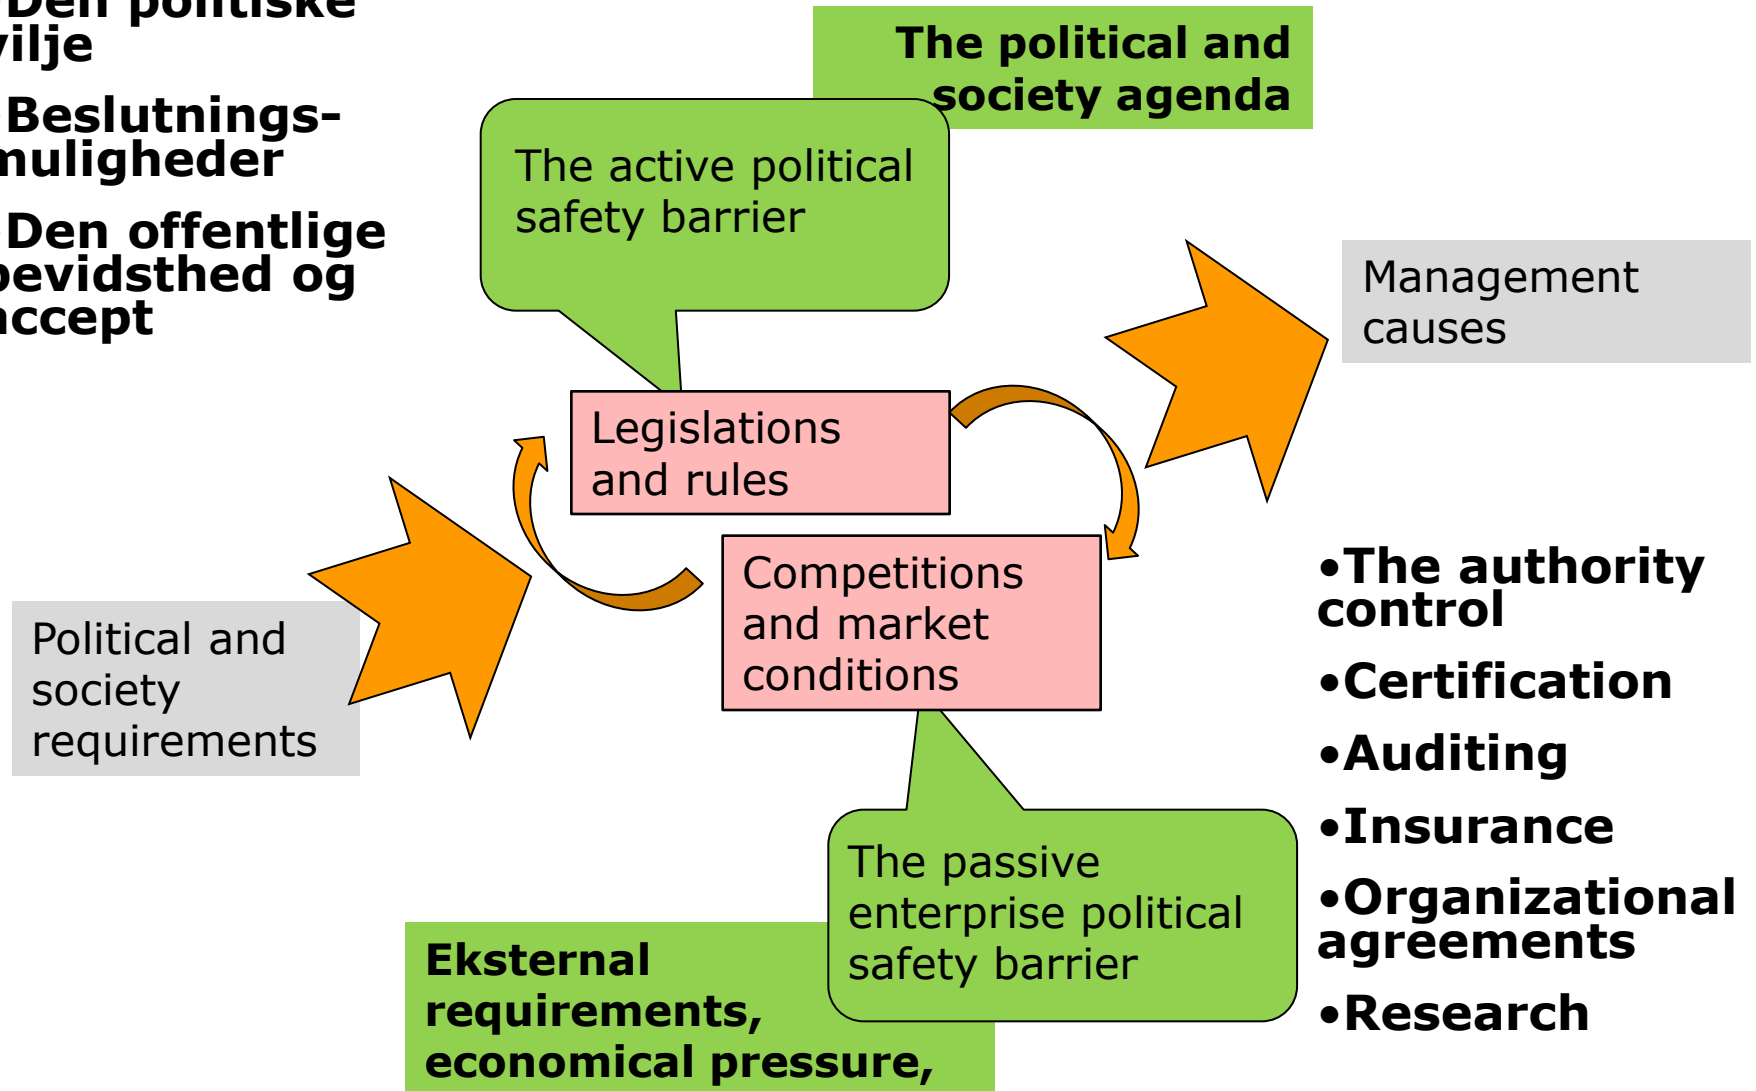 •Den politiske
vilje
•Beslutnings-
muligheder
•Den offentlige
bevidsthed og
accept
The political and
society agenda
The active political
safety barrier
Management
causes
Legislations
and rules
Competitions
and market
conditions
Political and
society
requirements
•The authority
control
•Certification
•Auditing
•Insurance
•Organizational
agreements
•Research
The passive
enterprise political
safety barrier
Eksternal
requirements,
economical pressure,